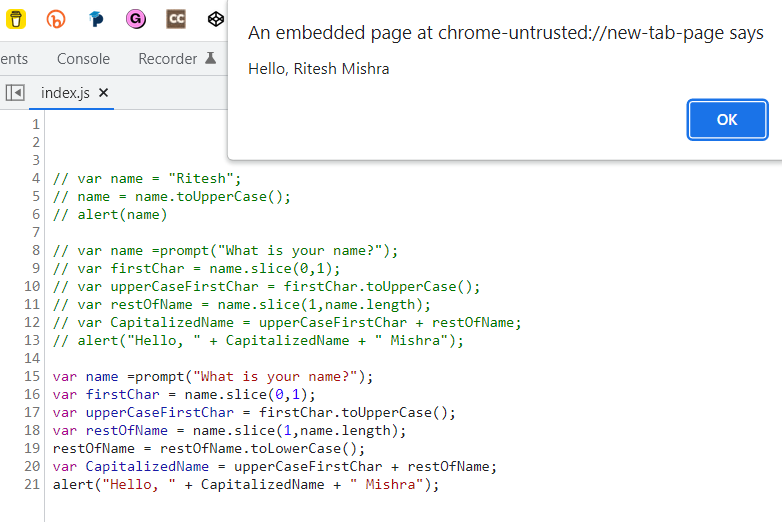 An embedded page at chrome-untrusted://new-tab-page says
Hello, Ritesh Mishra
OK
G
CC
ents Console Recorder
index.js ×
1
2
3
4 // var name = "Ritesh";
5 // name = name.toUpperCase();
6 // alert(name)
7
8 // var name =prompt("What is your name?");
9 // var firstChar = name.slice(0,1);
10 // var upperCaseFirstChar = firstChar.toUpperCase();
11 // var restOfName = name.slice(1,name.length);
12 // var CapitalizedName = upperCaseFirstChar + restOfName;
13 // alert("Hello, " + CapitalizedName + " Mishra");
14
15 var name =prompt("What is your name?");
16 var firstChar = name.slice(0,1);
17 var upperCaseFirstChar = firstChar.toUpperCase();
18 var restOfName = name.slice(1,name.length);
19 restOfName = restOfName.toLowerCase();
20 var CapitalizedName = upperCaseFirstChar + restOfName;
21 alert("Hello, " + CapitalizedName + " Mishra");